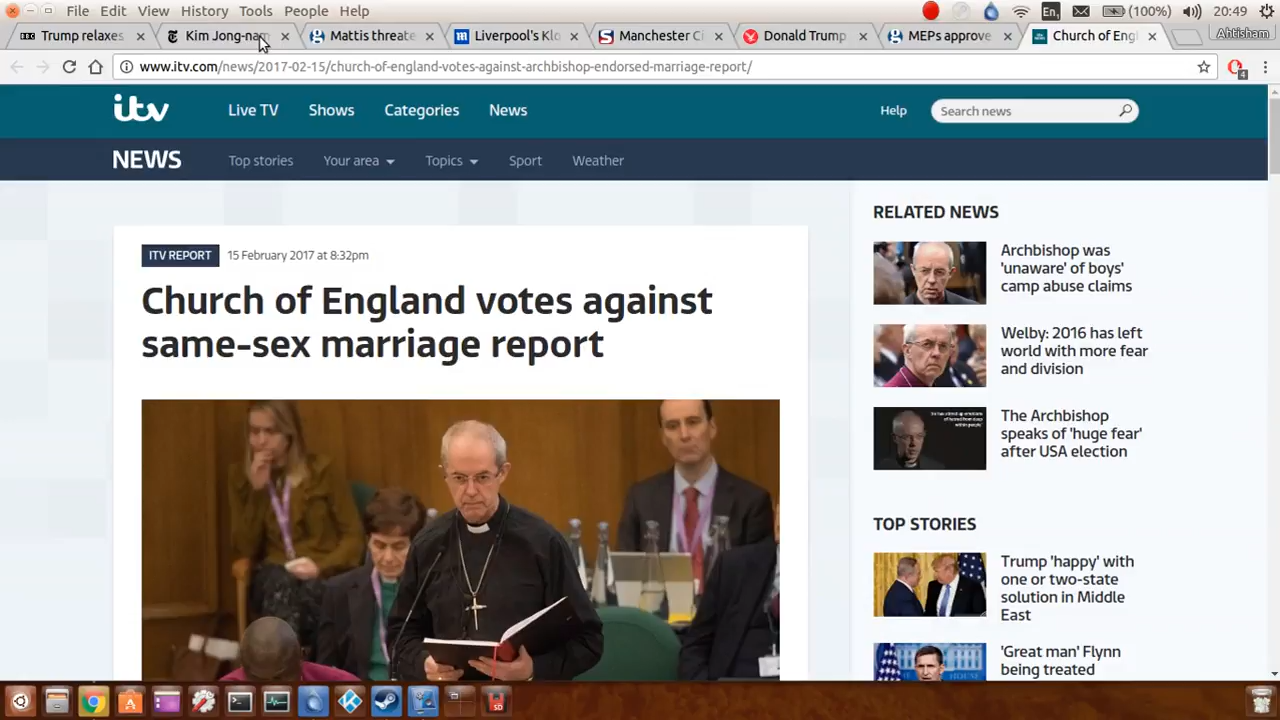 File Edit View History Tools People Help
En (100%) 20:49
Trump relaxes Kim Jong-nam Mattis threate Liverpool's Klo Manchester Ci Donald Trump MEPs approve Church of Eng Ahtisham
www.itv.com/news/2017-02-15/church-of-england-votes-against-archbishop-endorsed-marriage-report/
4
itv Live TV Shows Categories News Help Search news
NEWS Top stories Your area Topics Sport Weather
ITV REPORT 15 February 2017 at 8:32pm
Church of England votes against
same-sex marriage report
RELATED NEWS
Archbishop was
'unaware' of boys'
camp abuse claims
Welby: 2016 has left
world with more fear
and division
The Archbishop
speaks of 'huge fear'
after USA election
TOP STORIES
Trump 'happy' with
one or two-state
solution in Middle
East
'Great man' Flynn
being treated